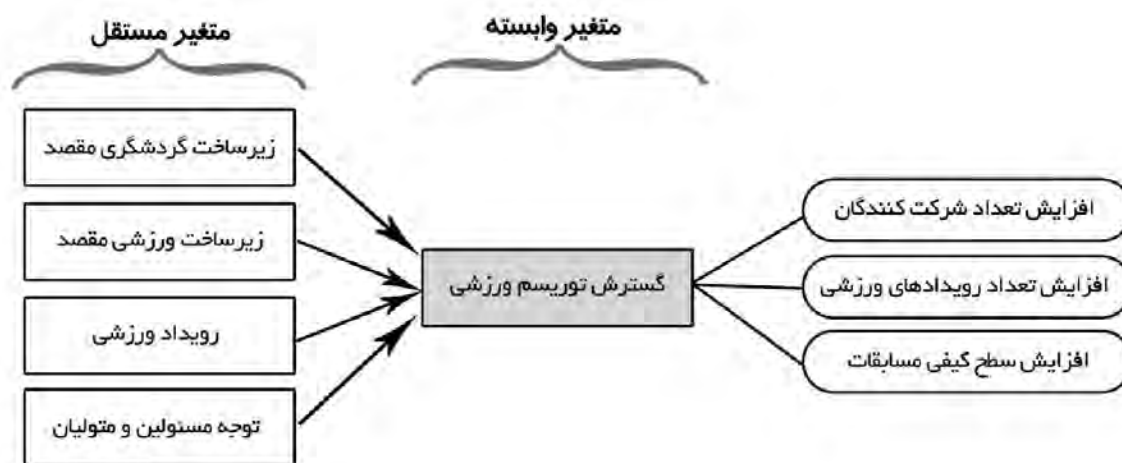 متغیر مستقل
متغیر وابسته
زیرساخت گردشگری مقصد
زیرساخت ورزشی مقصد
رویداد ورزشی
توجه مسئولین و متولیان
گسترش توریسم ورزشی
افزایش تعداد شرکت کنندگان
افزایش تعداد رویدادهای ورزشی
افزایش سطح کیفی مسابقات